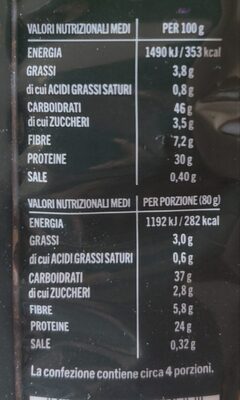 VALORI NUTRIZIONALI MEDI PER 100 g
ENERGIA 1490 kJ / 353 kcal
GRASSI 3,8 g
di cui ACIDI GRASSI SATURI 0,8 g
CARBOIDRATI 46 g
di cui ZUCCHERI 3,5 g
FIBRE 7,2 g
PROTEINE 30 g
SALE 0,40 g
VALORI NUTRIZIONALI MEDI PER PORZIONE (80 g)
ENERGIA 1192 kJ / 282 kcal
GRASSI 3,0 g
di cui ACIDI GRASSI SATURI 0,6 g
CARBOIDRATI 37 g
di cui ZUCCHERI 2,8 g
FIBRE 5,8 g
PROTEINE 24 g
SALE 0,32 g
La confezione contiene circa 4 porzioni.